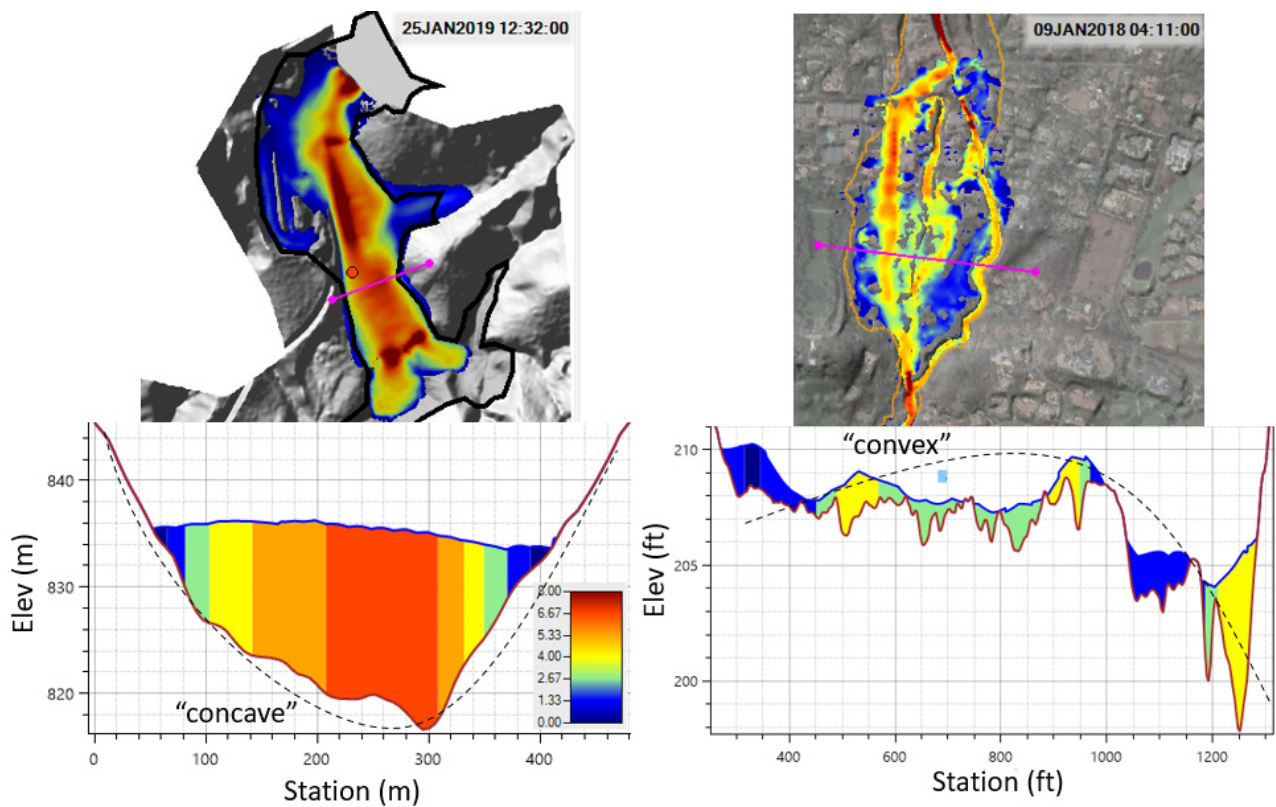 25JAN2019 12:32:00
09JAN2018 04:11:00
Elev (m)
840
830
820
"concave"
8.00
6.67
5.33
4.00
2.67
1.33
0.00
0
100
200
300
400
Station (m)
Elev (ft)
210
205
200
"convex"
400
600
800
1000
1200
Station (ft)